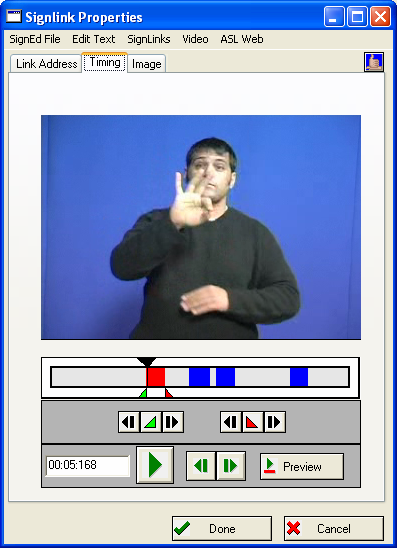 Signlink Properties
SignEd File Edit Text SignLinks Video ASL Web
Link Address Timing Image
00:05:168
Preview
Done Cancel